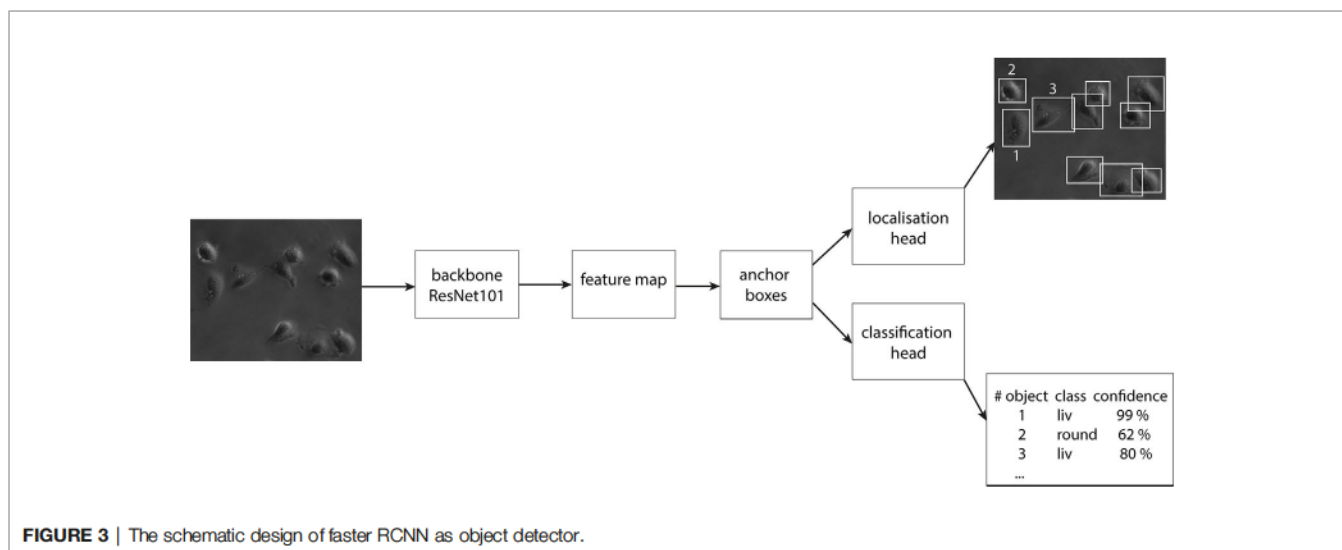 2
3
1
localisation
head
backbone
ResNet101
feature map
anchor
boxes
classification
head
# object class confidence
1 liv 99 %
2 round 62 %
3 liv 80 %
...
FIGURE 3 | The schematic design of faster RCNN as object detector.